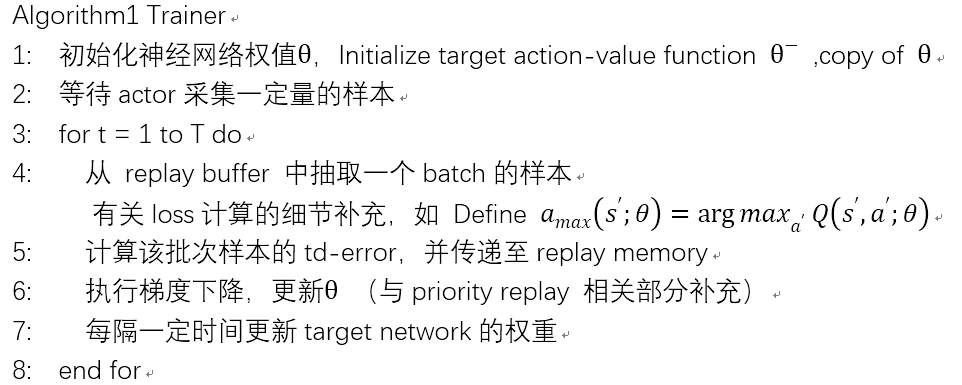 Algorithm1 Trainer
1: 初始化神经网络权值θ，Initialize target action-value function θ⁻ ,copy of θ
2: 等待 actor 采集一定量的样本
3: for t = 1 to T do
4: 从 replay buffer 中抽取一个 batch 的样本
有关 loss 计算的细节补充，如 Define a_max(s′; θ) = arg max_a′ Q(s′, a′; θ)
5: 计算该批次样本的 td-error，并传递至 replay memory
6: 执行梯度下降，更新θ （与 priority replay 相关部分补充）
7: 每隔一定时间更新 target network 的权重
8: end for